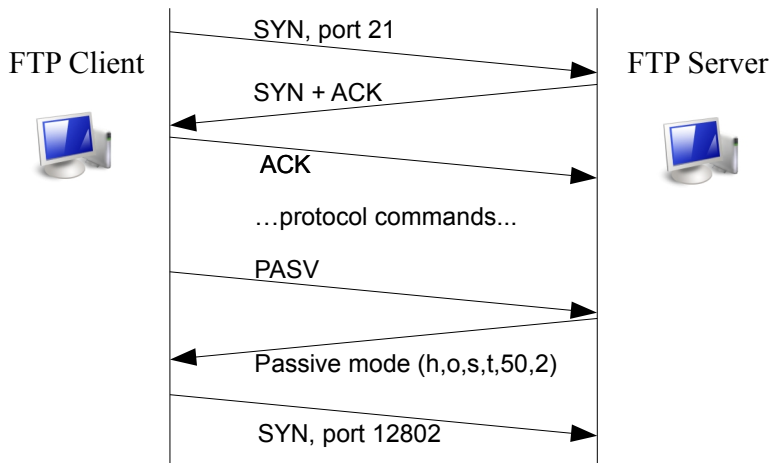 SYN, port 21
FTP Client
FTP Server
SYN + ACK
ACK
…protocol commands...
PASV
Passive mode (h,o,s,t,50,2)
SYN, port 12802